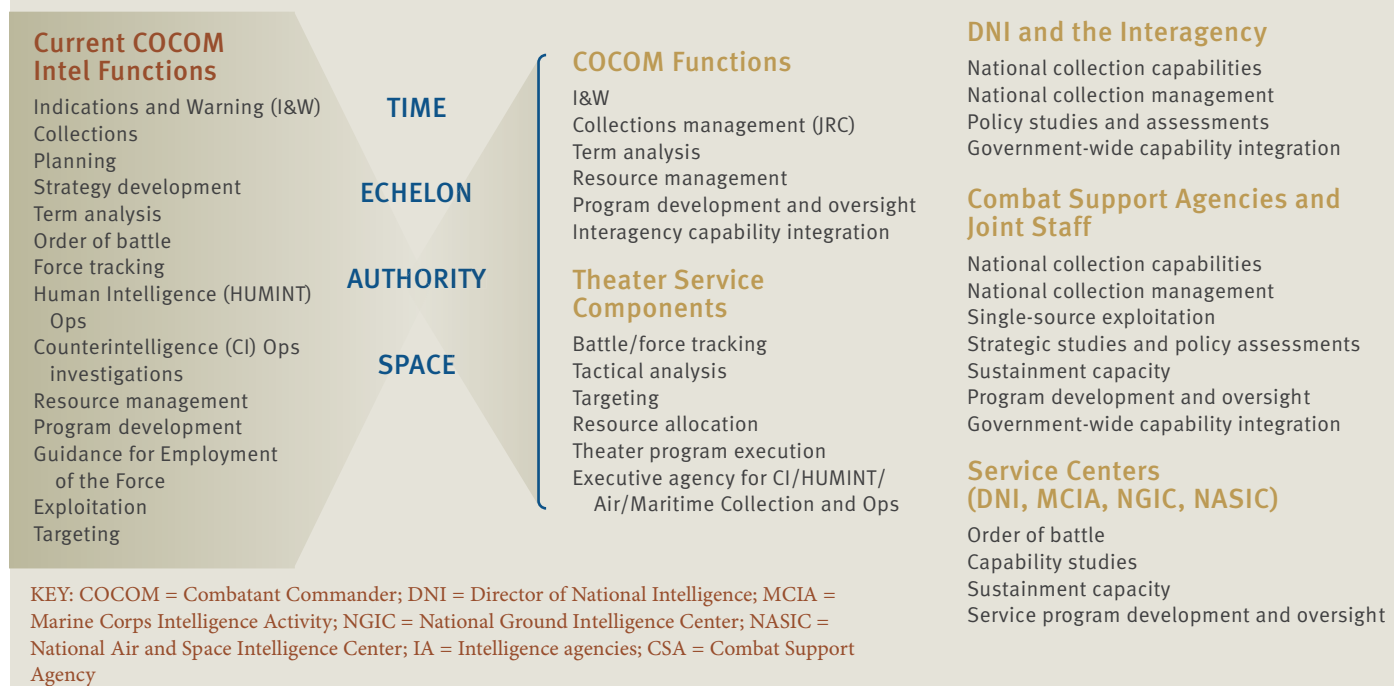 Current COCOM
Intel Functions
Indications and Warning (I&W)
Collections
Planning
Strategy development
Term analysis
Order of battle
Force tracking
Human Intelligence (HUMINT)
Ops
Counterintelligence (CI) Ops
investigations
Resource management
Program development
Guidance for Employment
of the Force
Exploitation
Targeting
TIME
ECHELON
AUTHORITY
SPACE
COCOM Functions
I&W
Collections management (JRC)
Term analysis
Resource management
Program development and oversight
Interagency capability integration
Theater Service
Components
Battle/force tracking
Tactical analysis
Targeting
Resource allocation
Theater program execution
Executive agency for CI/HUMINT/
Air/Maritime Collection and Ops
DNI and the Interagency
National collection capabilities
National collection management
Policy studies and assessments
Government-wide capability integration
Combat Support Agencies and
Joint Staff
National collection capabilities
National collection management
Single-source exploitation
Strategic studies and policy assessments
Sustainment capacity
Program development and oversight
Government-wide capability integration
Service Centers
(DNI, MCIA, NGIC, NASIC)
Order of battle
Capability studies
Sustainment capacity
Service program development and oversight
KEY: COCOM = Combatant Commander; DNI = Director of National Intelligence; MCIA =
Marine Corps Intelligence Activity; NGIC = National Ground Intelligence Center; NASIC =
National Air and Space Intelligence Center; IA = Intelligence agencies; CSA = Combat Support
Agency